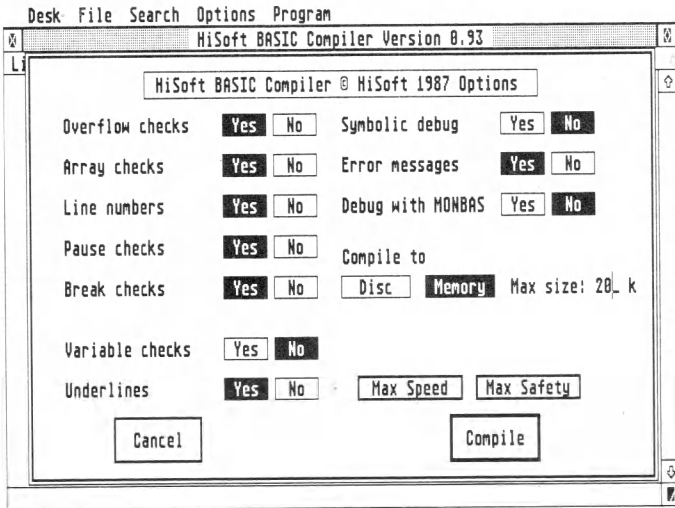 Desk File Search Options Program
HiSoft BASIC Compiler Version 0.93
Li
HiSoft BASIC Compiler © HiSoft 1987 Options
Overflow checks Yes No Symbolic debug Yes No
Array checks Yes No Error messages Yes No
Line numbers Yes No Debug with MONBAS Yes No
Pause checks Yes No Compile to
Break checks Yes No Disc Memory Max size: 20_ k
Variable checks Yes No
Underlines Yes No Max Speed Max Safety
Cancel Compile